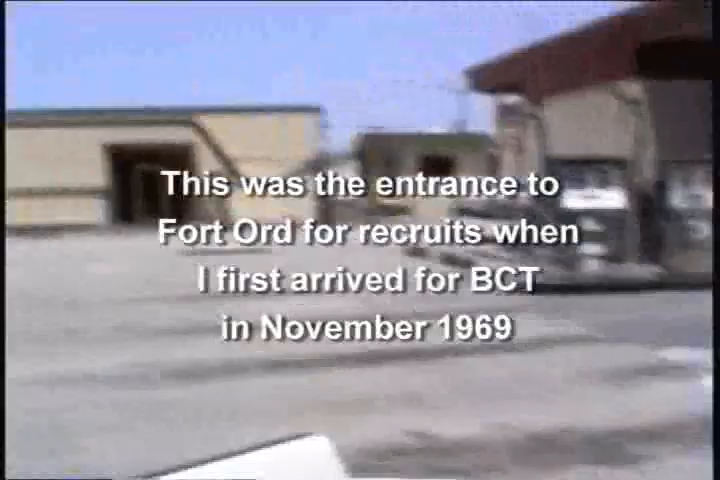 This was the entrance to
Fort Ord for recruits when
I first arrived for BCT
in November 1969